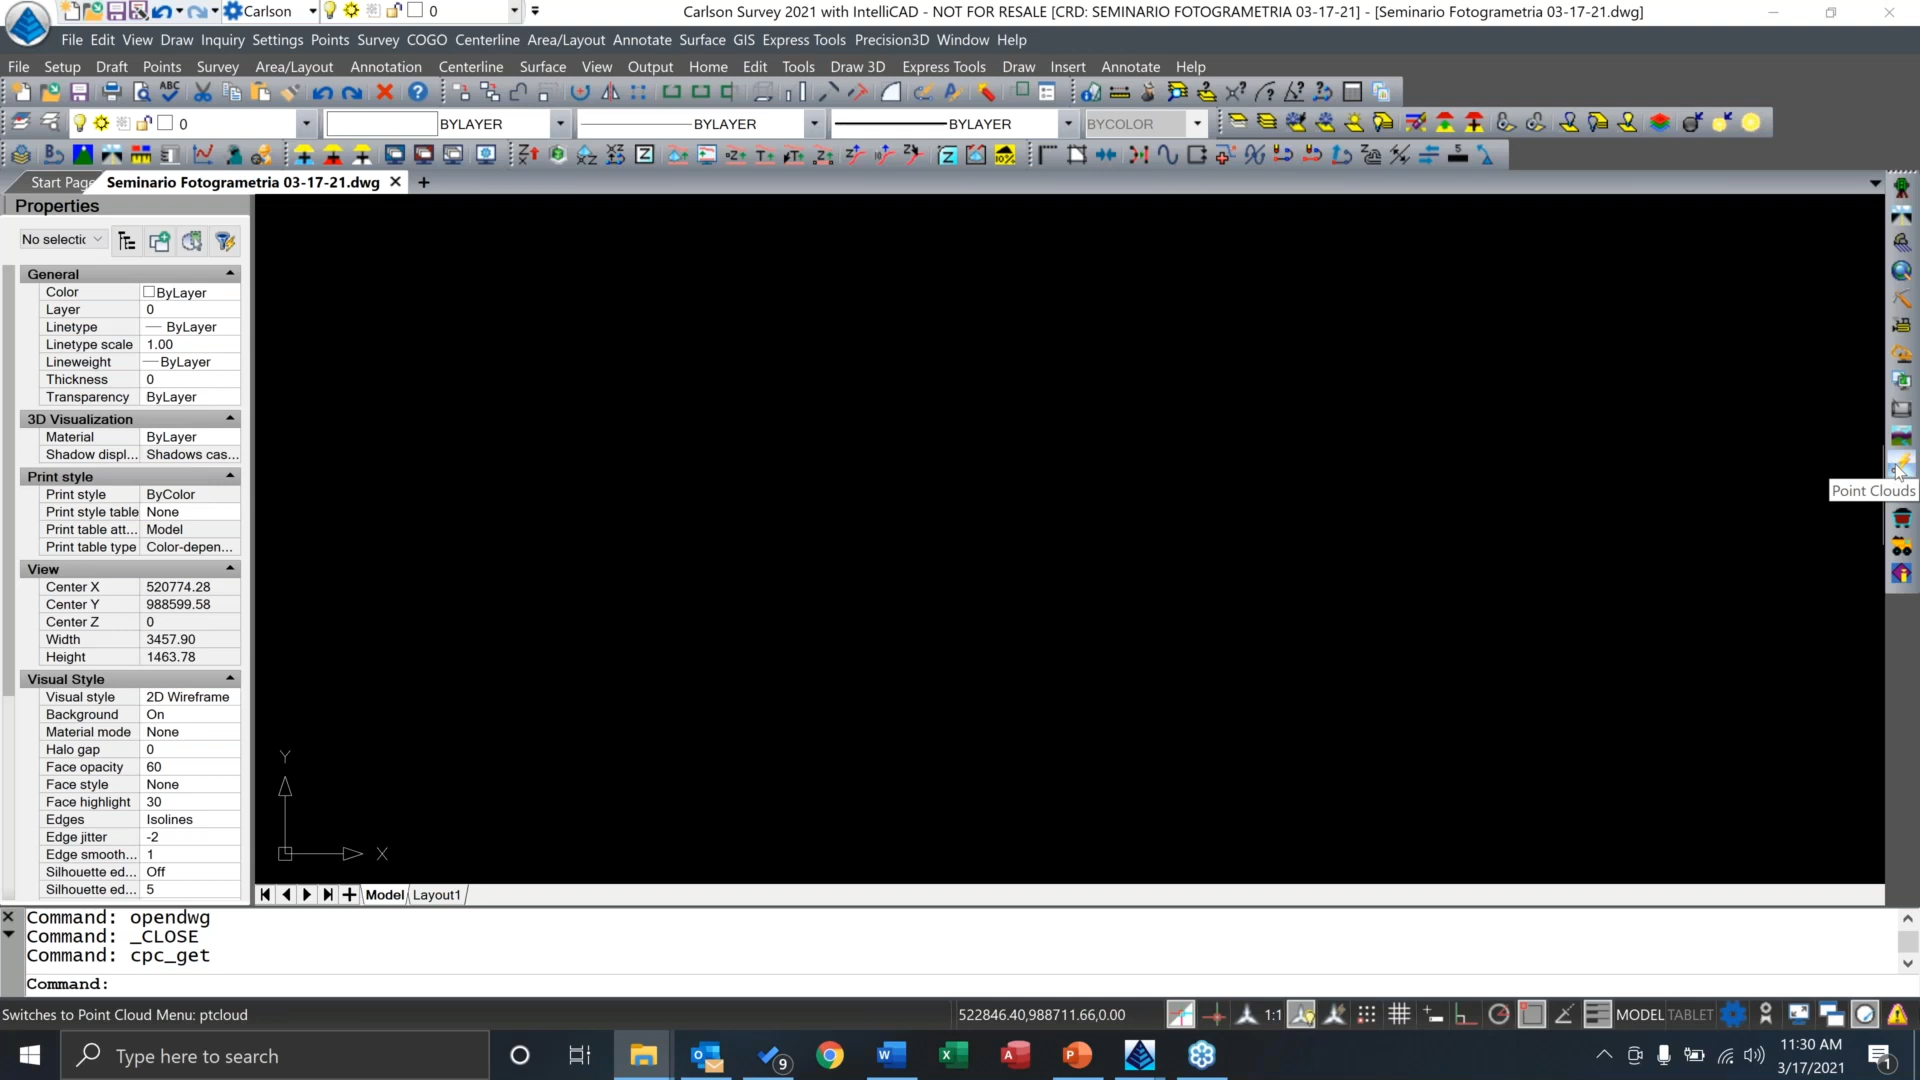 Carlson
0
Carlson Survey 2021 with IntelliCAD - NOT FOR RESALE [CRD: SEMINARIO FOTOGRAMETRIA 03-17-21] - [Seminario Fotogrametria 03-17-21.dwg]
File Edit View Draw Inquiry Settings Points Survey COGO Centerline Area/Layout Annotate Surface GIS Express Tools Precision3D Window Help
File Setup Draft Points Survey Area/Layout Annotation Centerline Surface View Output Home Edit Tools Draw 3D Express Tools Draw Insert Annotate Help
0 BYLAYER BYLAYER BYLAYER BYCOLOR
Start Page Seminario Fotogrametria 03-17-21.dwg
Properties
No selectic
General
Color ByLayer
Layer 0
Linetype ByLayer
Linetype scale 1.00
Lineweight ByLayer
Thickness 0
Transparency ByLayer
3D Visualization
Material ByLayer
Shadow displ... Shadows cas...
Print style
Print style ByColor
Print style table None
Print table att... Model
Print table type Color-depen...
View
Center X 520774.28
Center Y 988599.58
Center Z 0
Width 3457.90
Height 1463.78
Visual Style
Visual style 2D Wireframe
Background On
Material mode None
Halo gap 0
Face opacity 60
Face style None
Face highlight 30
Edges Isolines
Edge jitter -2
Edge smooth... 1
Silhouette ed... Off
Silhouette ed... 5
Point Clouds
Y
X
Model Layout1
Command: opendwg
Command: _CLOSE
Command: cpc_get
Command:
Switches to Point Cloud Menu: ptcloud
522846.40,988711.66,0.00
1:1
MODEL TABLET
Type here to search
9
11:30 AM
3/17/2021
1